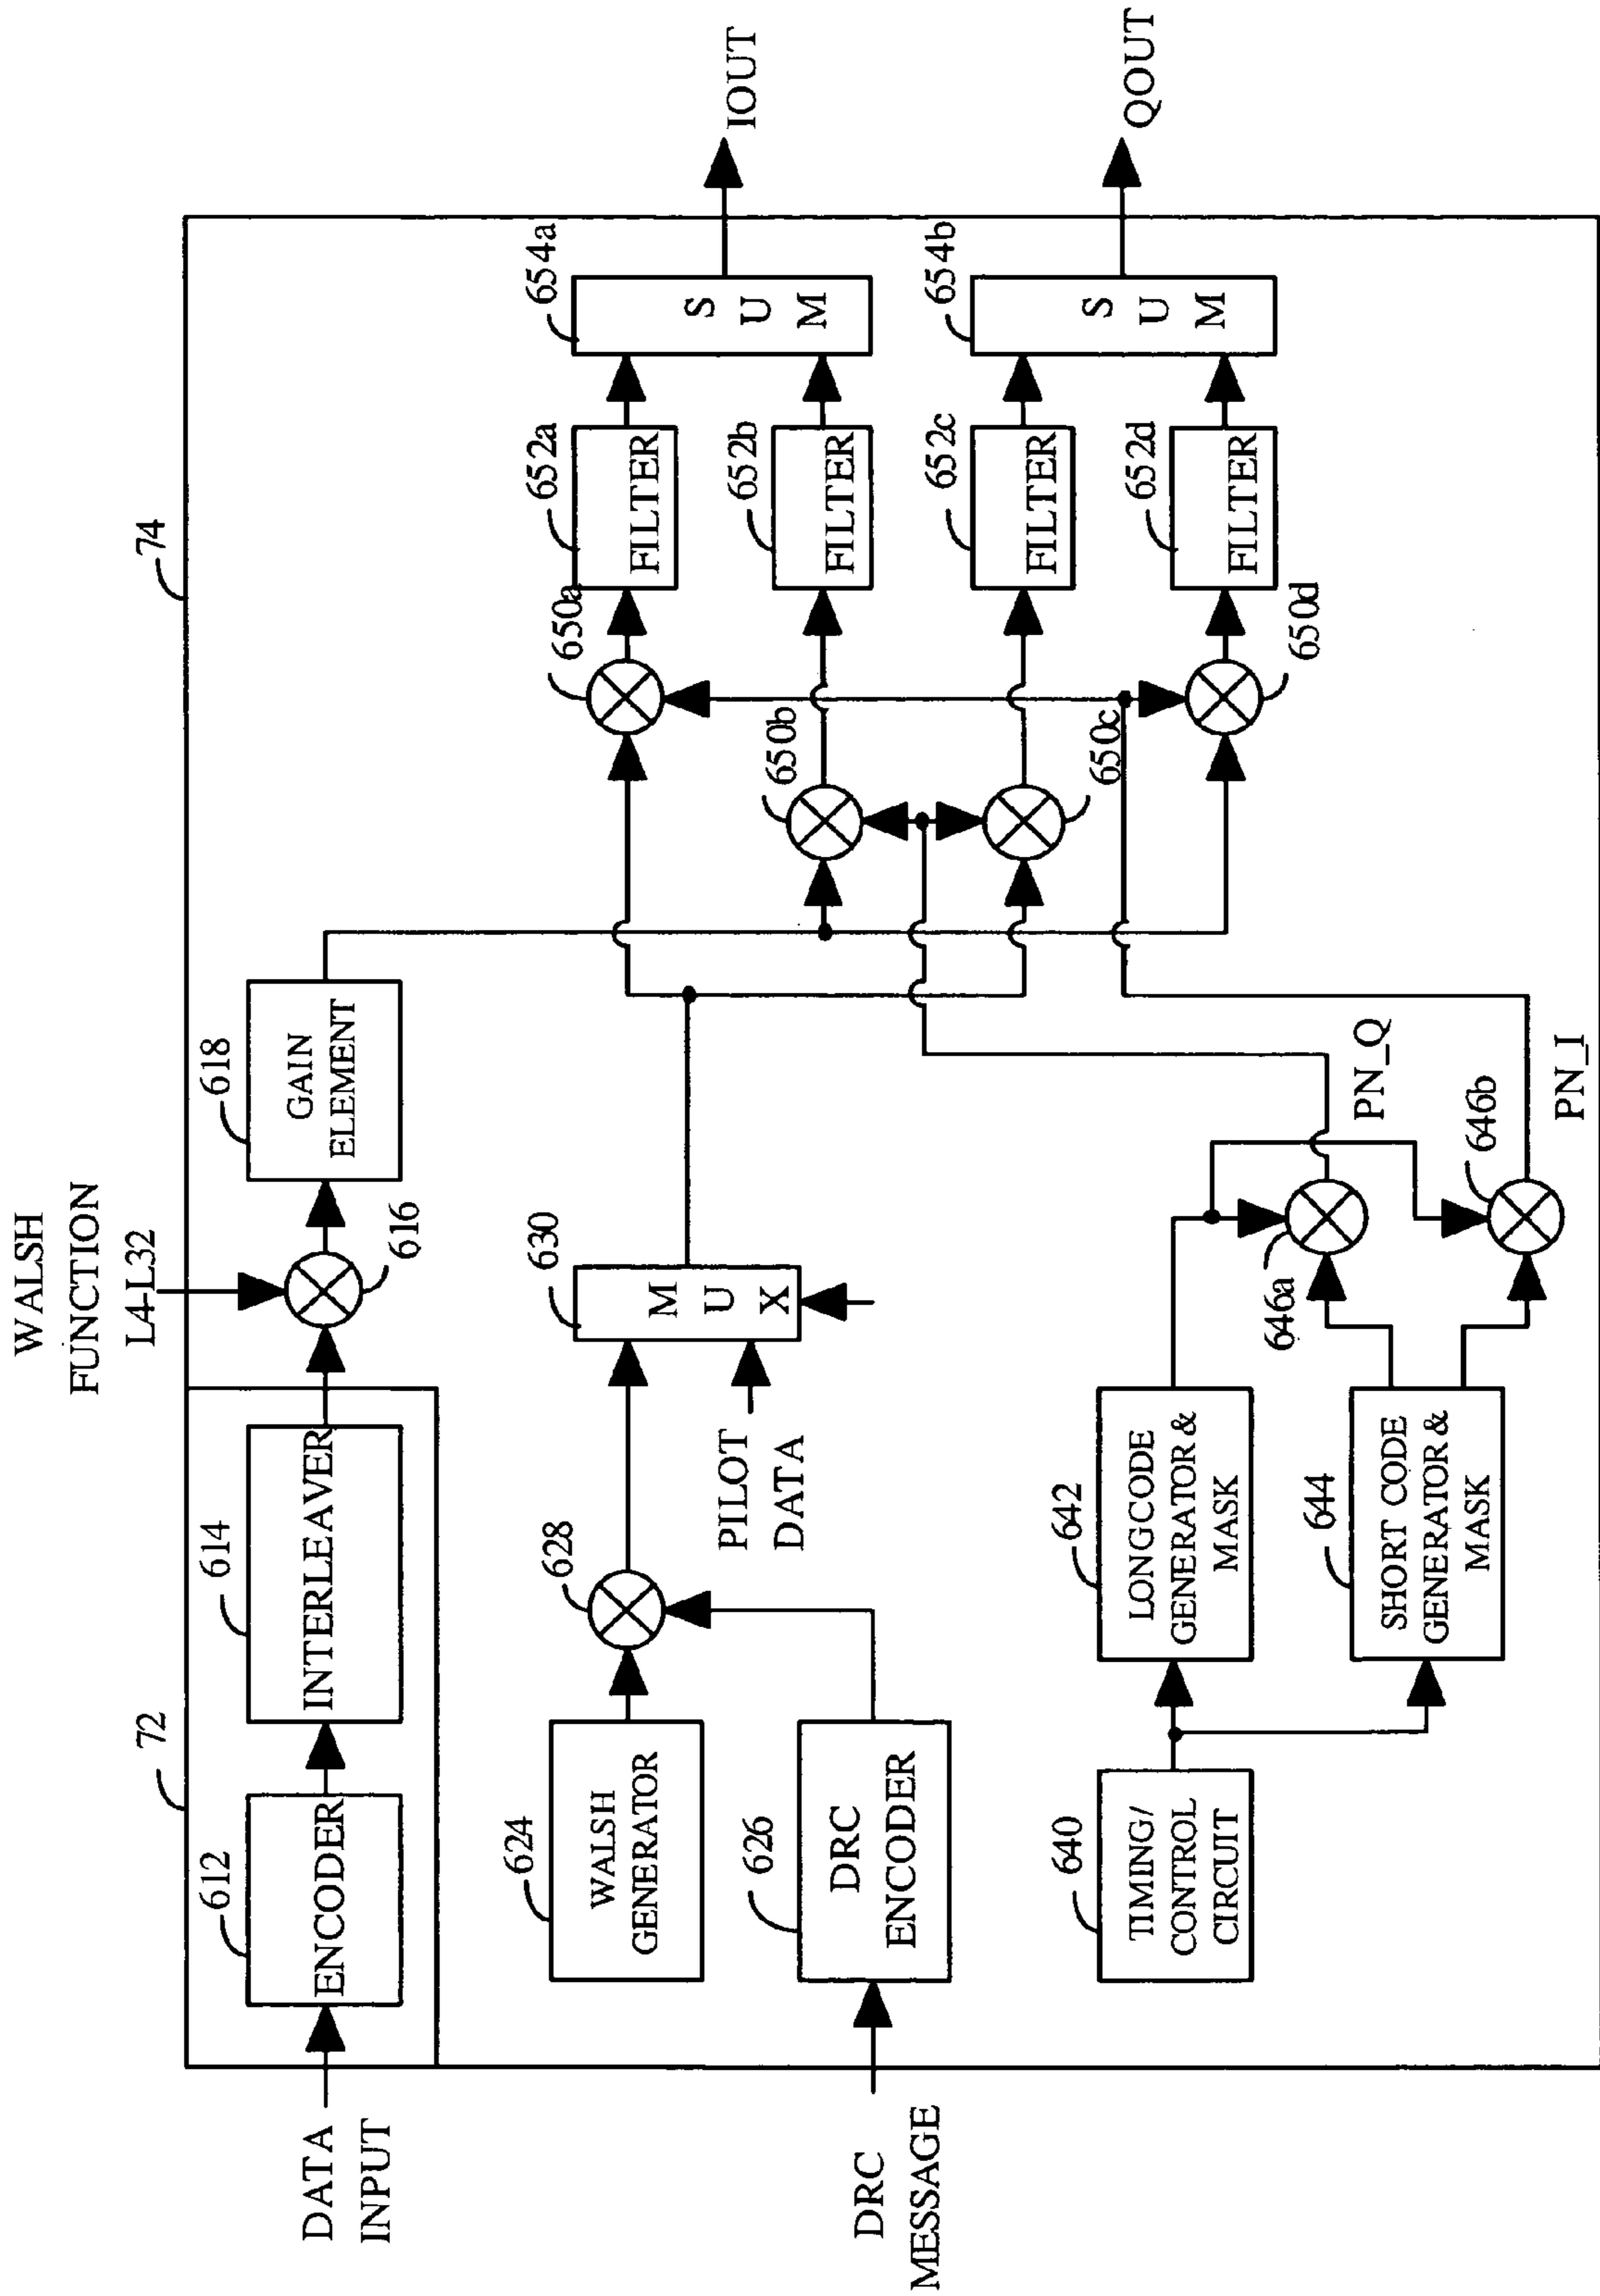 WALSH
FUNCTION
L4-L32
72
74
612
ENCODER
614
INTERLEAVER
616
618
GAIN
ELEMENT
DATA
INPUT
624
WALSH
GENERATOR
626
DRC
ENCODER
628
630
M
U
X
PILOT
DATA
DRC
MESSAGE
640
TIMING/
CONTROL
CIRCUIT
642
LONGCODE
GENERATOR &
MASK
644
SHORT CODE
GENERATOR &
MASK
646a
646b
PN_Q
PN_I
650a
650b
650c
650d
652a
FILTER
652b
FILTER
652c
FILTER
652d
FILTER
654a
S
U
M
654b
S
U
M
IOUT
QOUT